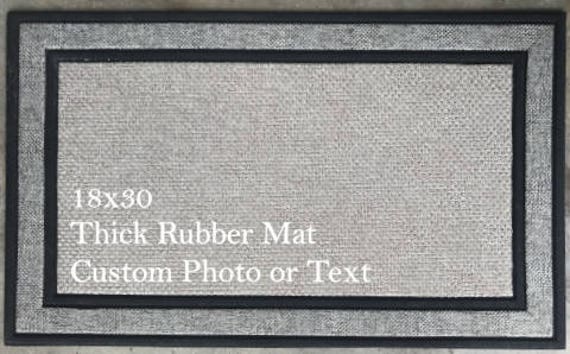 18x30
Thick Rubber Mat
Custom Photo or Text